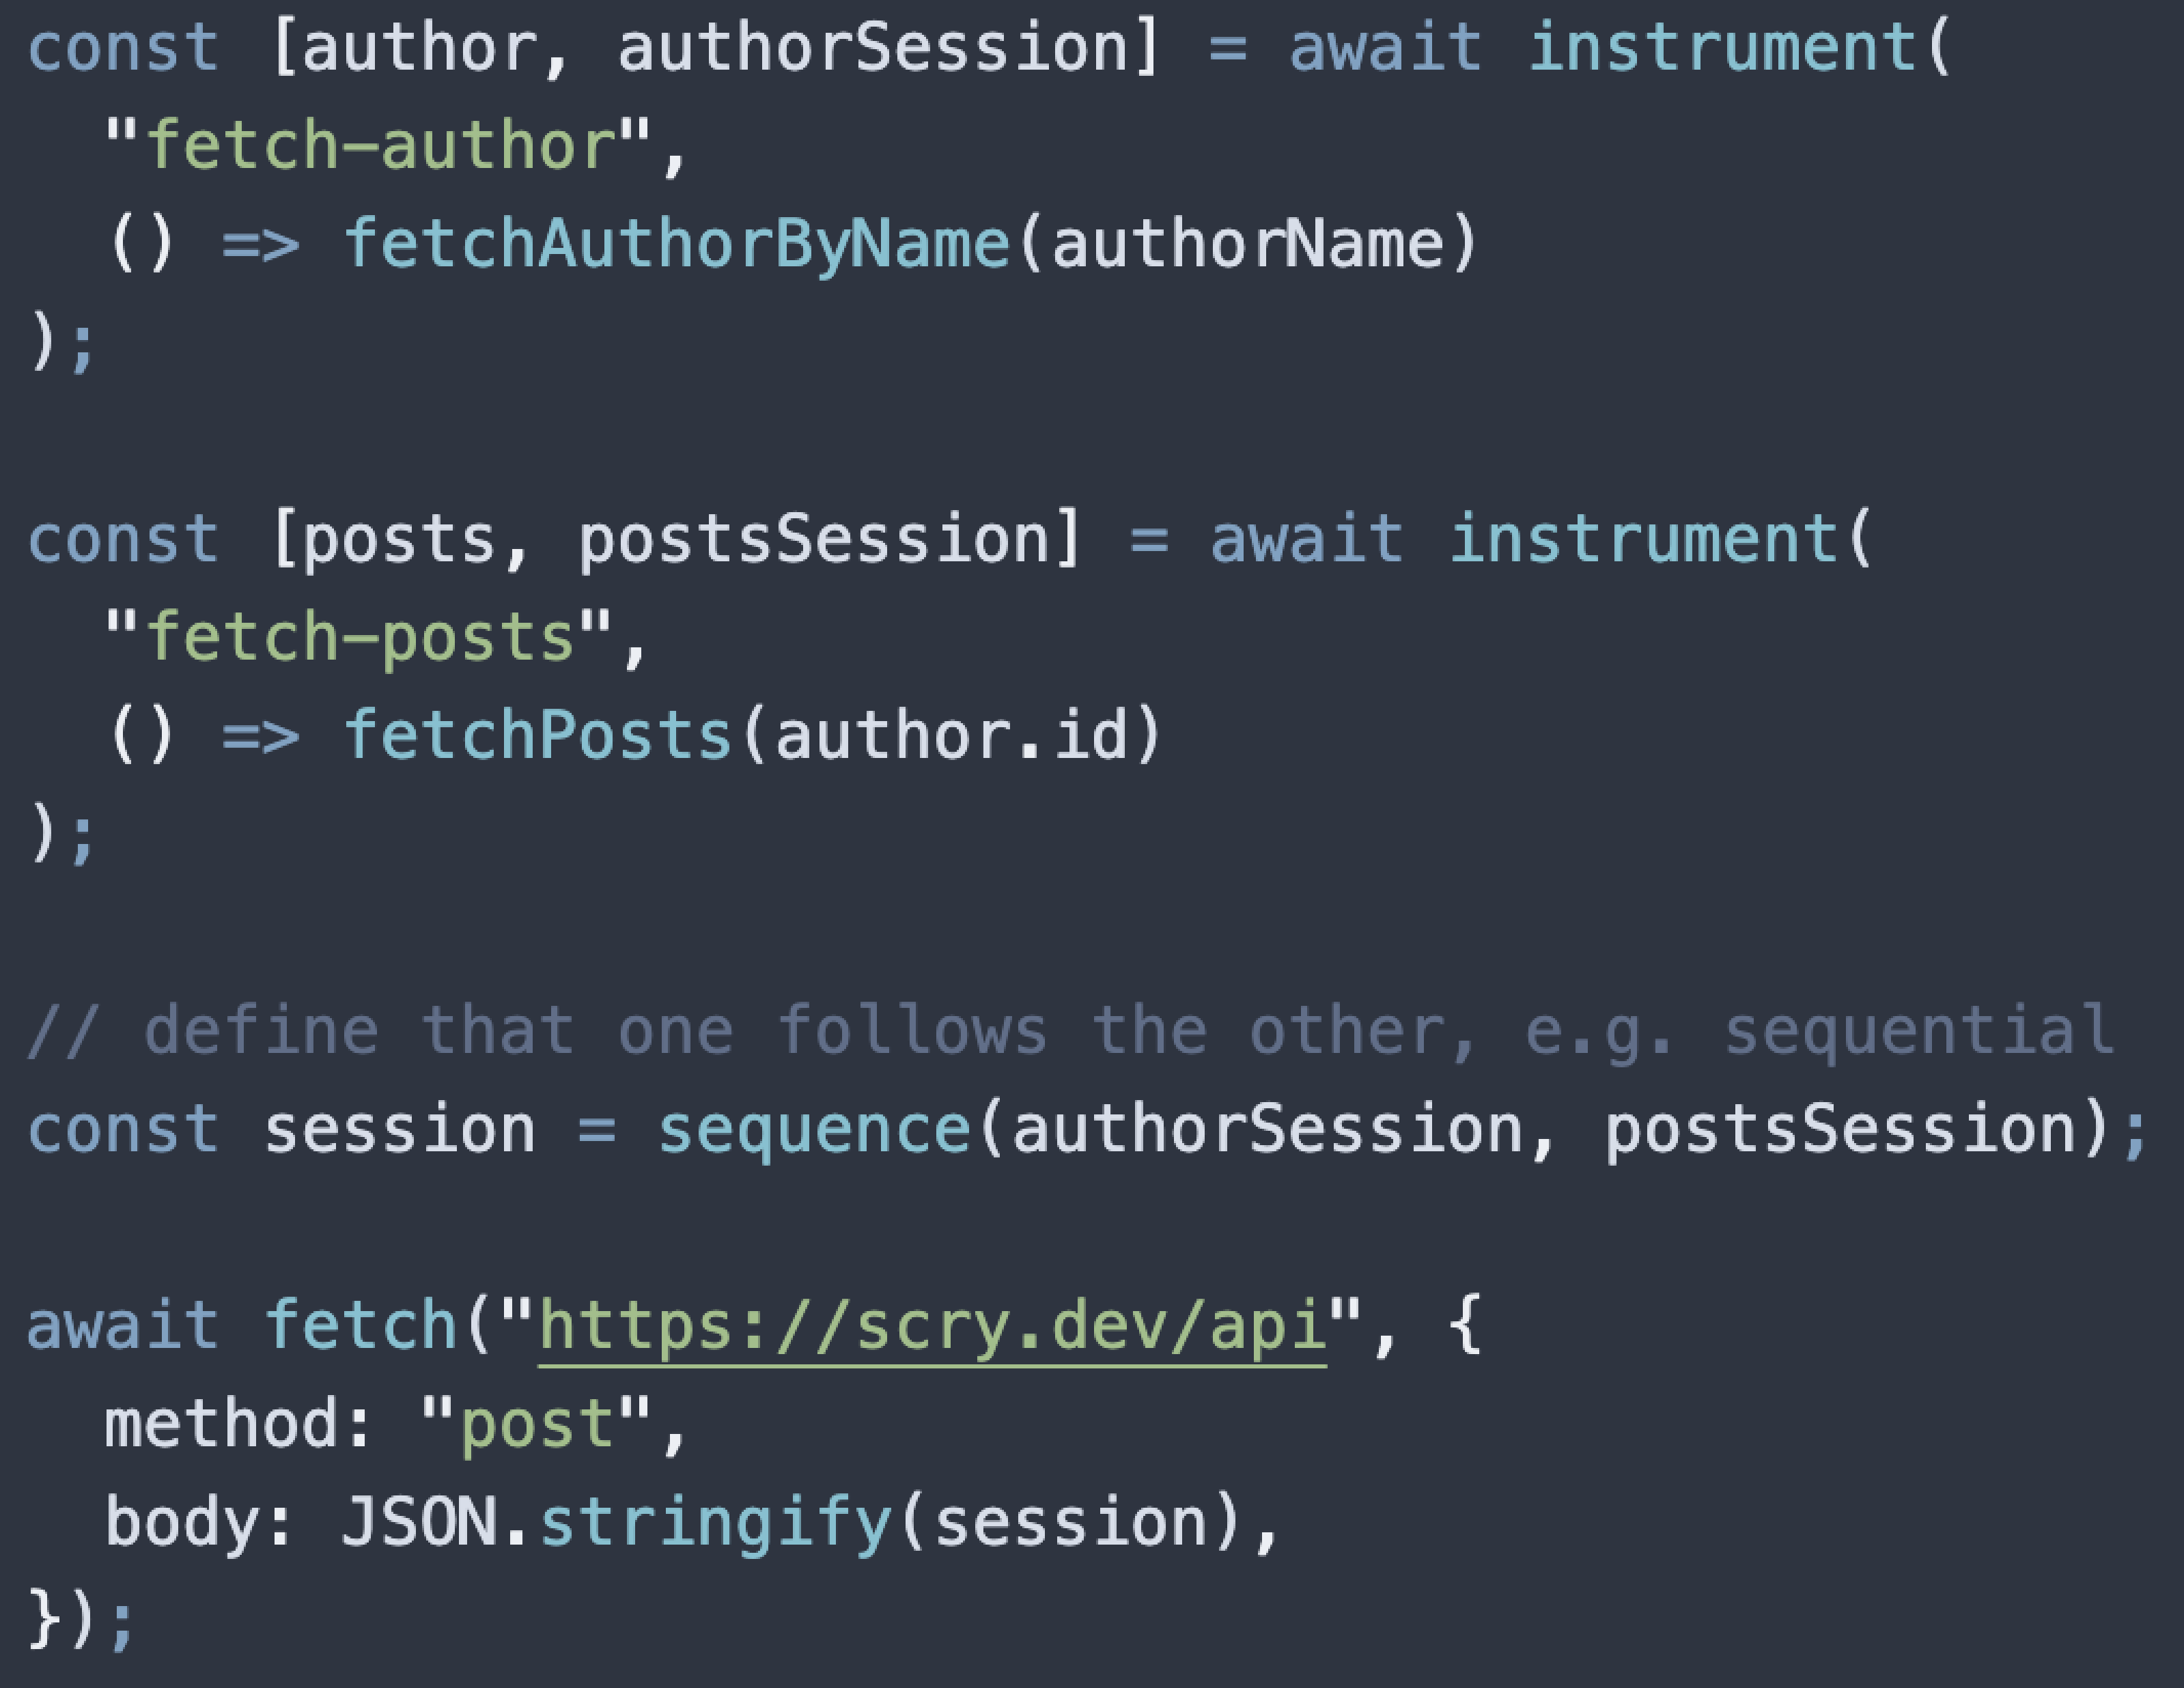 const [author, authorSession] = await instrument(
  "fetch-author",
  () => fetchAuthorByName(authorName)
);
const [posts, postsSession] = await instrument(
  "fetch-posts",
  () => fetchPosts(author.id)
);
// define that one follows the other, e.g. sequential
const session = sequence(authorSession, postsSession);
await fetch("https://scry.dev/api", {
  method: "post",
  body: JSON.stringify(session),
});